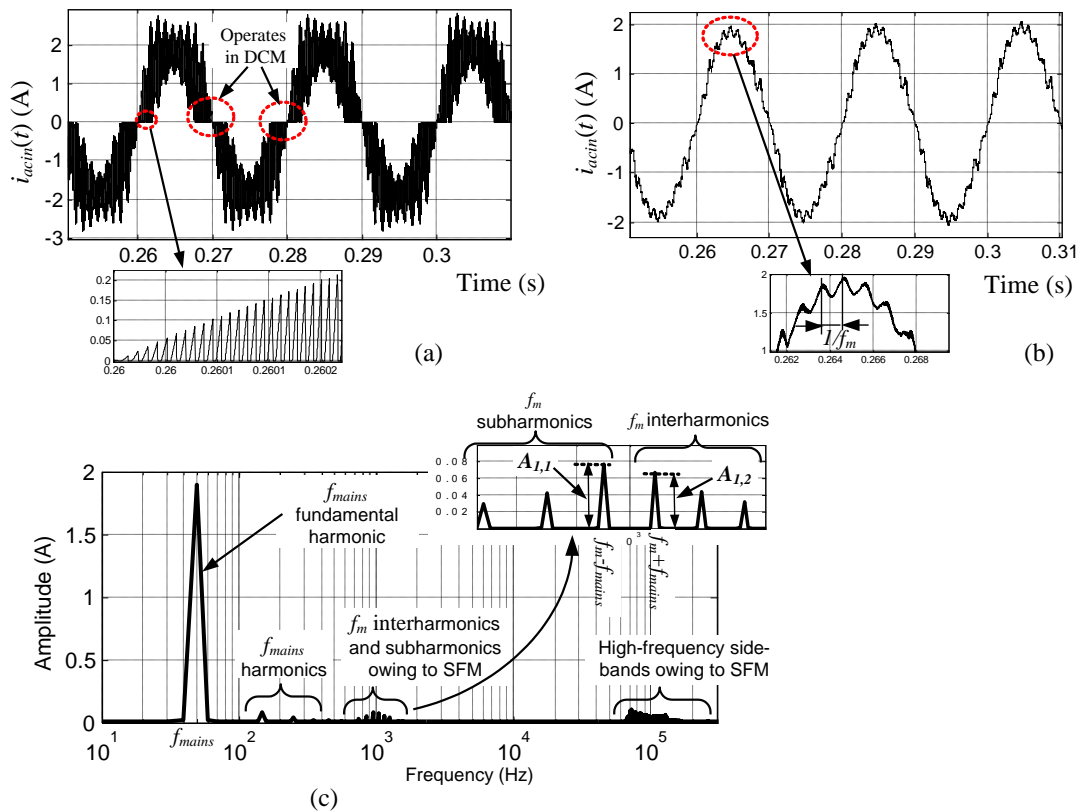 Operates
in DCM
i_acin(t) (A)
2
1
0
-1
-2
-3
0.26 0.27 0.28 0.29 0.3
Time (s)
0.2
0.15
0.1
0.05
0
0.26 0.26 0.2601 0.2601 0.2602
(a)
i_acin(t) (A)
2
1
0
-1
-2
0.26 0.27 0.28 0.29 0.3 0.31
Time (s)
2
1.5
1
1/f_m
0.262 0.264 0.266 0.268
(b)
f_m
subharmonics
f_m interharmonics
0.08
0.06
0.04
0.02
A_1,1
A_1,2
0 3
f_m-f_mains
f_m+f_mains
Amplitude (A)
2
1.5
1
0.5
0
f_mains
fundamental
harmonic
f_mains
harmonics
f_m interharmonics
and subharmonics
owing to SFM
High-frequency side-
bands owing to SFM
10^1 f_mains 10^2 10^3 10^4 10^5
Frequency (Hz)
(c)